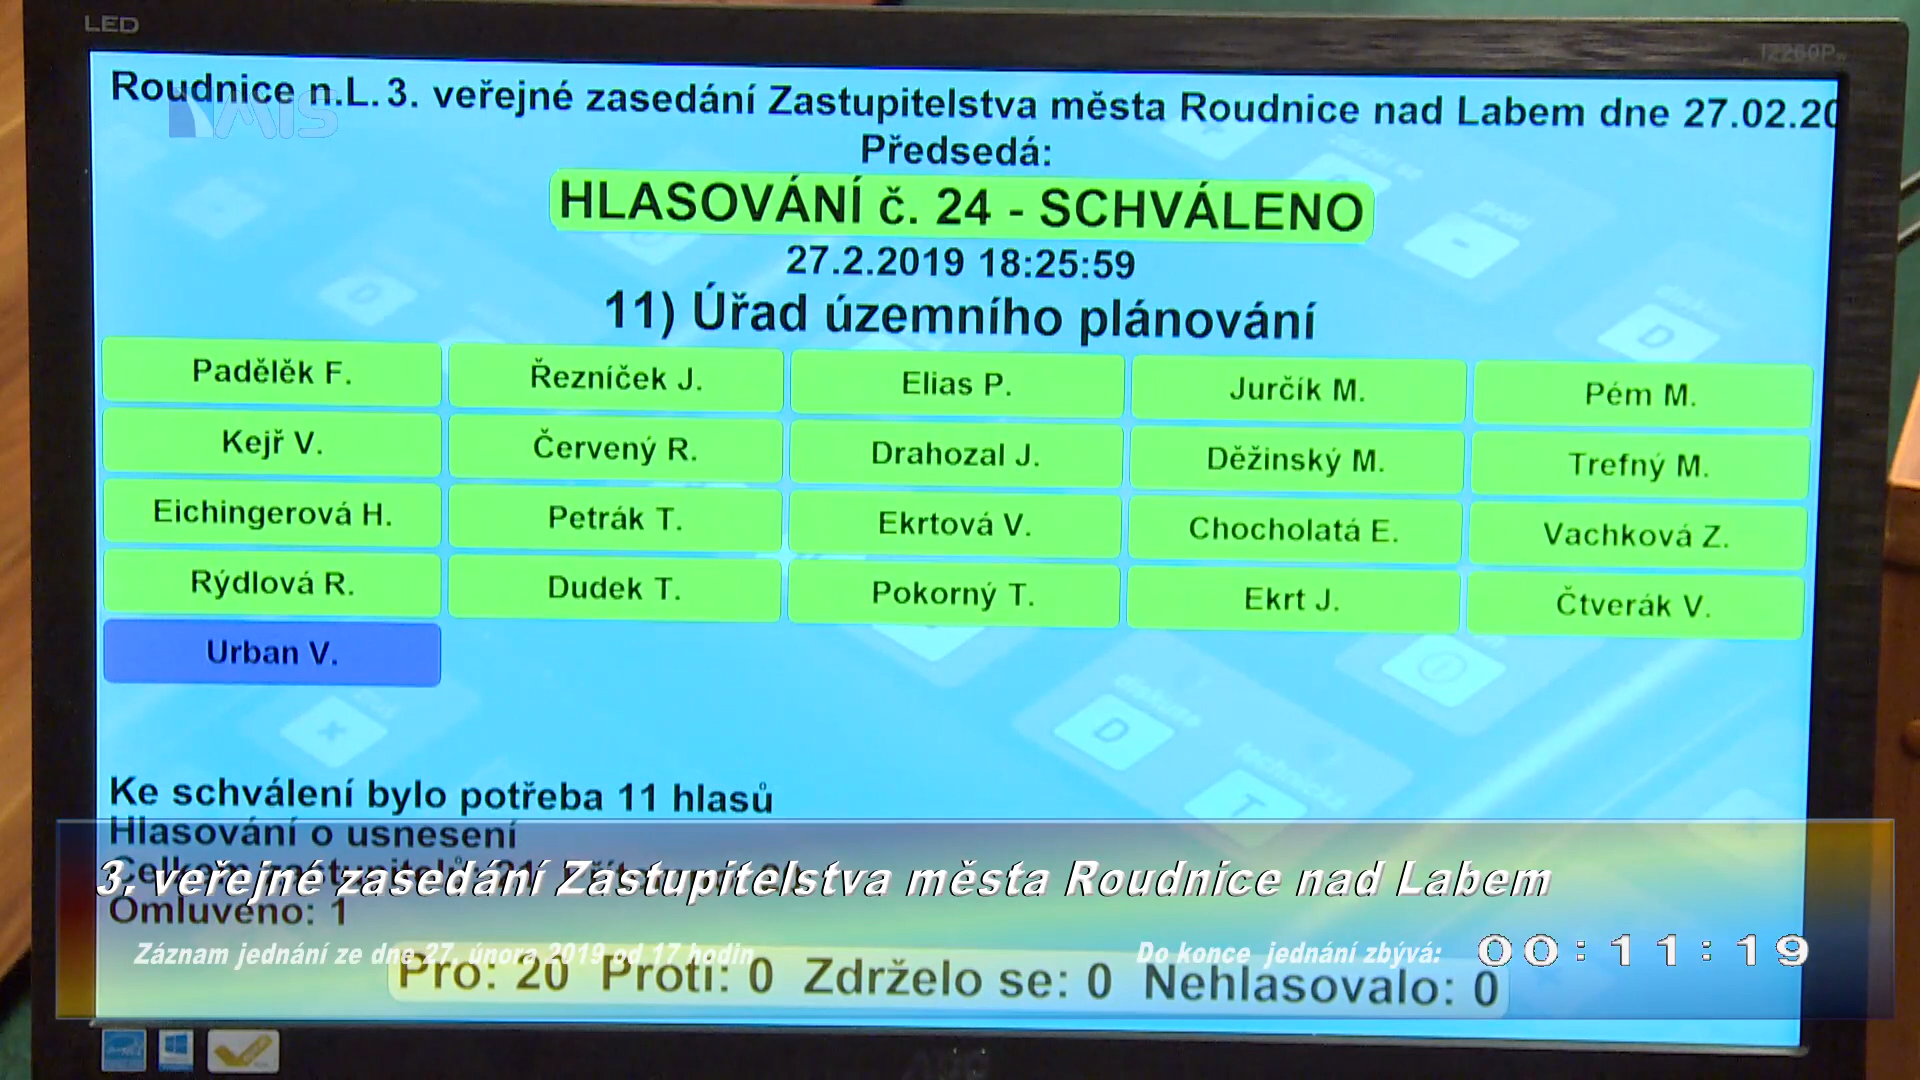 LED
Roudnice n.L. 3. veřejné zasedání Zastupitelstva města Roudnice nad Labem dne 27.02.20
MIS
Předsedá:
HLASOVÁNÍ č. 24 - SCHVÁLENO
27.2.2019 18:25:59
11) Úřad územního plánování
Padělěk F. Řezníček J. Elias P. Jurčík M. Pém M.
Kejř V. Červený R. Drahozal J. Děžinský M. Trefný M.
Eichingerová H. Petrák T. Ekrtová V. Chocholatá E. Vachková Z.
Rýdlová R. Dudek T. Pokorný T. Ekrt J. Čtverák V.
Urban V.
Ke schválení bylo potřeba 11 hlasů
Hlasování o usnesení
3. veřejné zasedání Zastupitelstva města Roudnice nad Labem
Omluveno: 1
Záznam jednání ze dne 27. února 2019 od 17 hodin
Do konce jednání zbývá: 00:11:19
Pro: 20 Proti: 0 Zdrželo se: 0 Nehlasovalo: 0